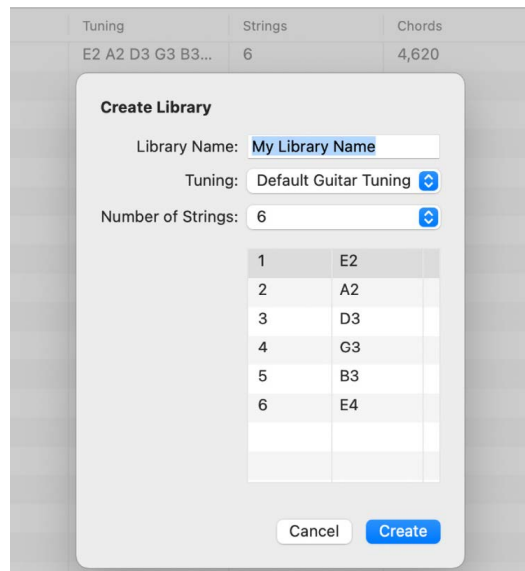 Tuning Strings Chords
E2 A2 D3 G3 B3... 6 4,620
Create Library
Library Name: My Library Name
Tuning: Default Guitar Tuning
Number of Strings: 6
1 E2
2 A2
3 D3
4 G3
5 B3
6 E4
Cancel Create